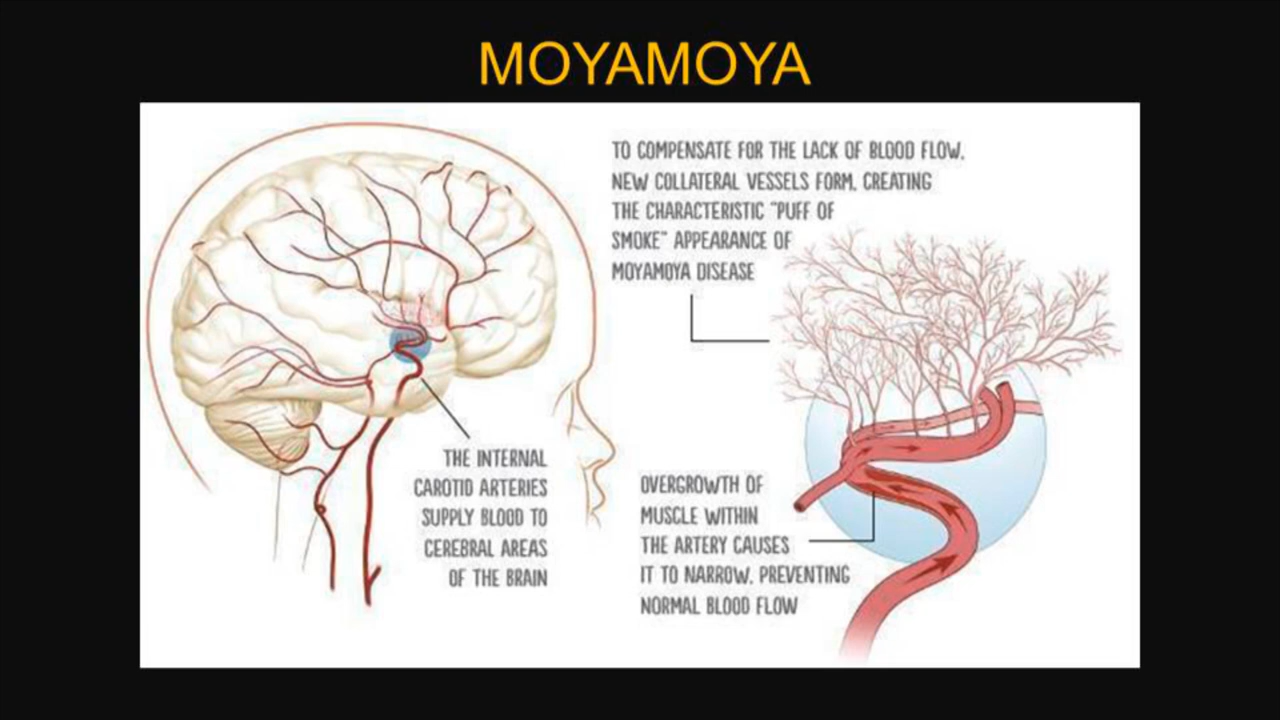 MOYAMOYA
TO COMPENSATE FOR THE LACK OF BLOOD FLOW,
NEW COLLATERAL VESSELS FORM, CREATING
THE CHARACTERISTIC "PUFF OF
SMOKE" APPEARANCE OF
MOYAMOYA DISEASE
THE INTERNAL
CAROTID ARTERIES
SUPPLY BLOOD TO
CEREBRAL AREAS
OF THE BRAIN
OVERGROWTH OF
MUSCLE WITHIN
THE ARTERY CAUSES
IT TO NARROW, PREVENTING
NORMAL BLOOD FLOW